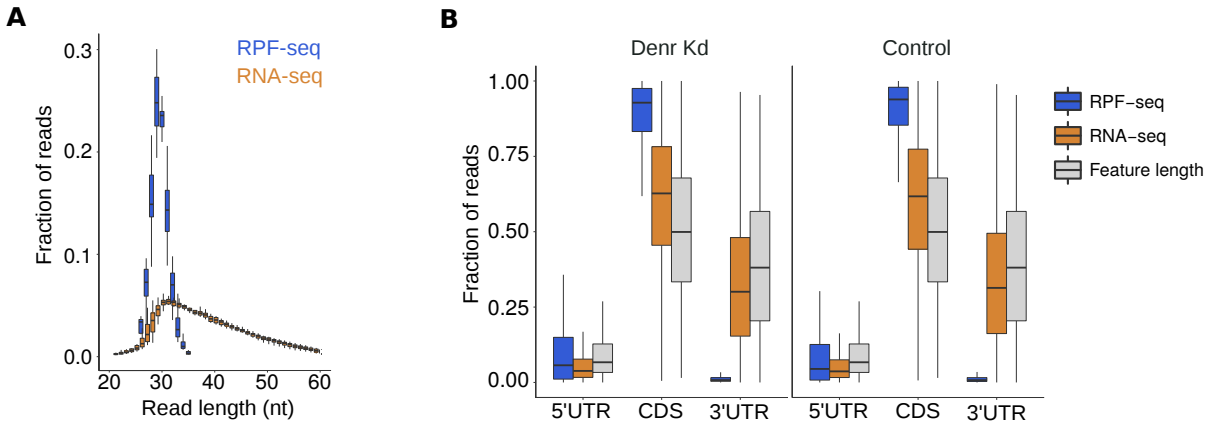 A
RPF-seq
RNA-seq
0.3
0.2
0.1
0.0
Fraction of reads
20 30 40 50 60
Read length (nt)
B
Denr Kd
Control
1.00
0.75
0.50
0.25
0.00
Fraction of reads
5'UTR CDS 3'UTR
5'UTR CDS 3'UTR
RPF−seq
RNA−seq
Feature length